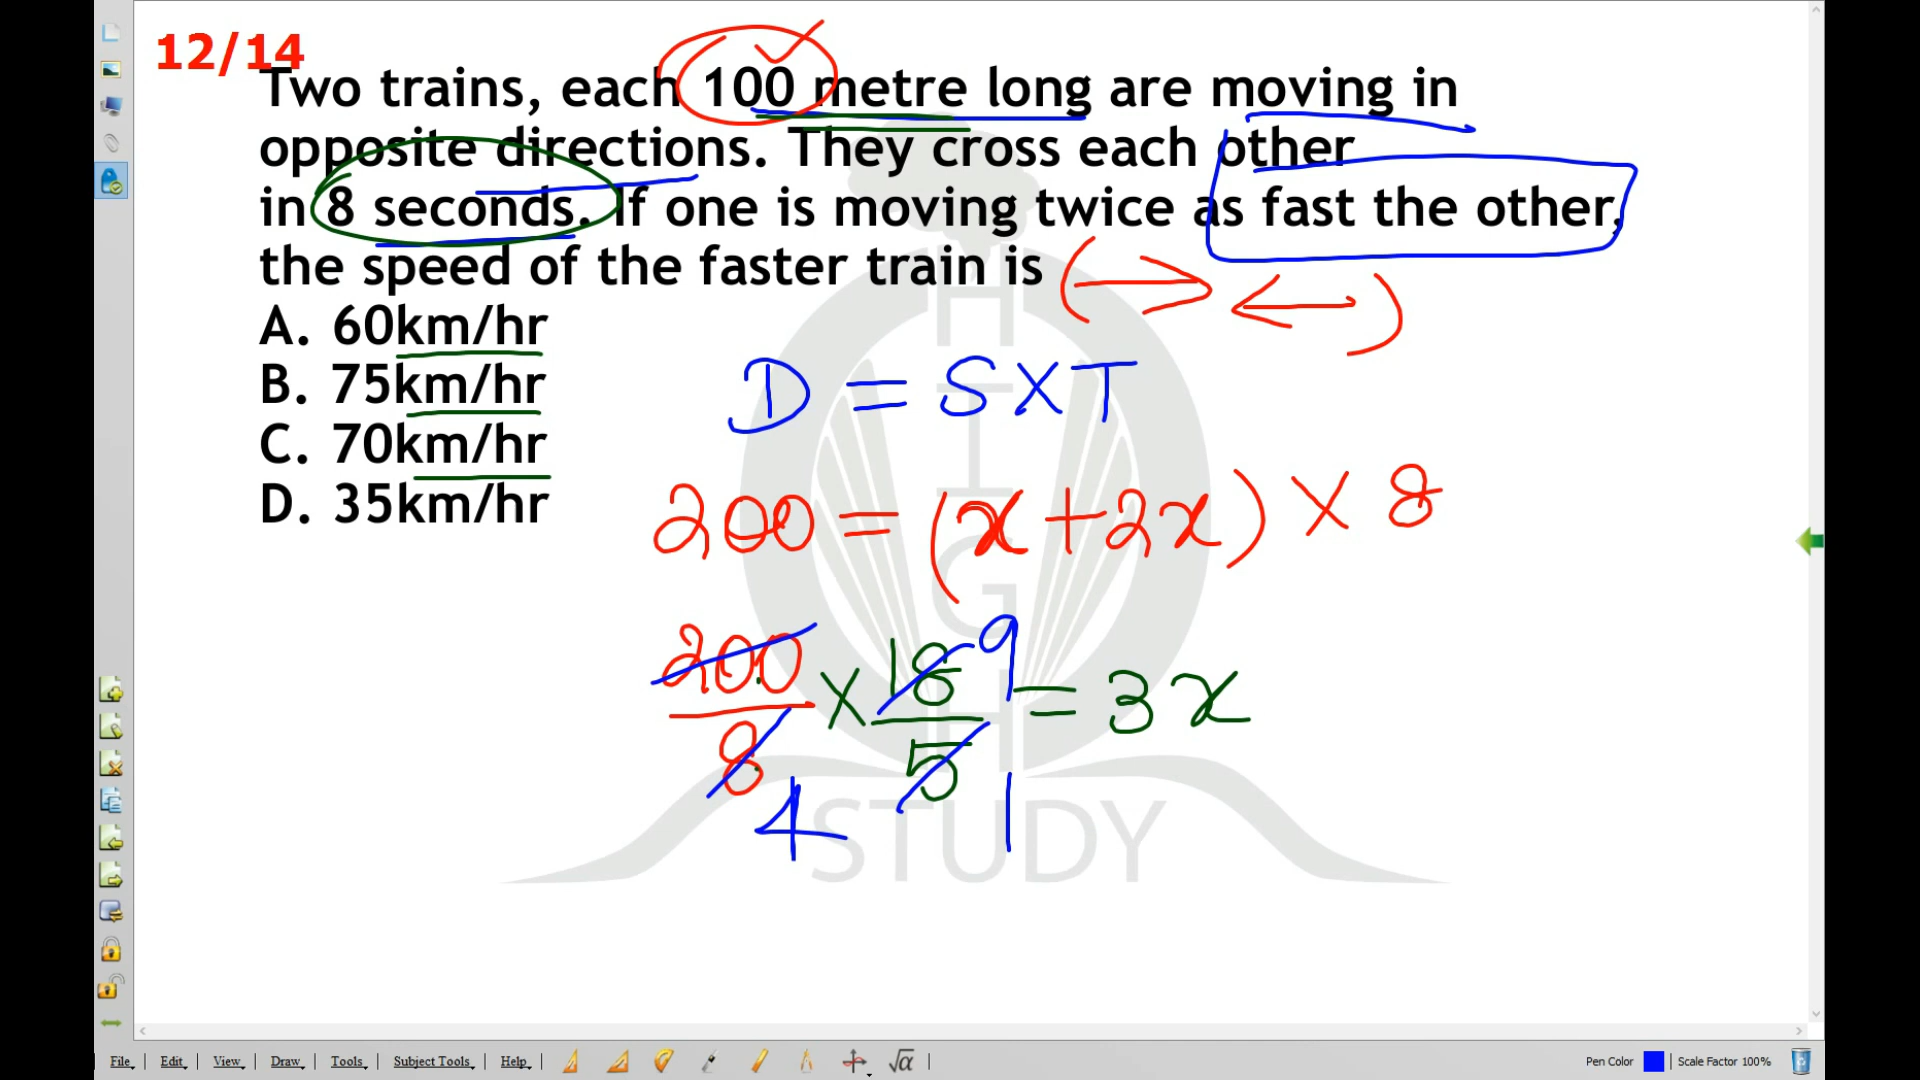 12/14
Two trains, each 100 metre long are moving in
opposite directions. They cross each other
in 8 seconds. If one is moving twice as fast the other,
the speed of the faster train is
A. 60km/hr
B. 75km/hr
C. 70km/hr
D. 35km/hr
D = S X T
200 = (x + 2x) X 8
200/8 X 18/5 = 3x
9
4 1
HIGH
STUDY
File Edit View Draw Tools Subject Tools Help
Pen Color Scale Factor 100%